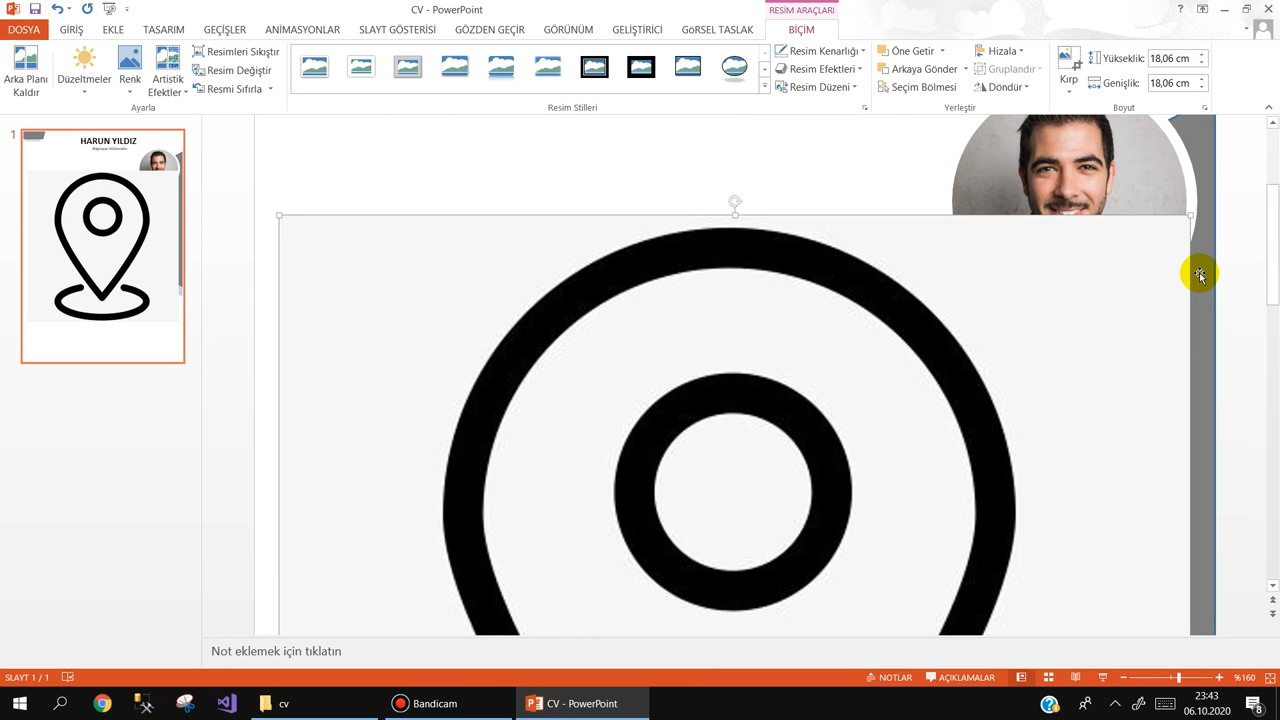 CV - PowerPoint
RESİM ARAÇLARI
DOSYA GİRİŞ EKLE TASARIM GEÇİŞLER ANİMASYONLAR SLAYT GÖSTERİSİ GÖZDEN GEÇİR GÖRÜNÜM GELİŞTİRİCİ GöRSEL TASLAK BİÇİM
Arka Planı Kaldır
Düzeltmeler
Renk
Artistik Efektler
Resimleri Sıkıştır
Resim Değiştir
Resmi Sıfırla
Ayarla
Resim Stilleri
Resim Kenarlığı
Resim Efektleri
Resim Düzeni
Öne Getir
Arkaya Gönder
Seçim Bölmesi
Hizala
Gruplandır
Döndür
Yerleştir
Kırp
Yükseklik: 18,06 cm
Genişlik: 18,06 cm
Boyut
1
HARUN YILDIZ
Bilgisayar Mühendisi
Not eklemek için tıklatın
SLAYT 1 / 1
NOTLAR
AÇIKLAMALAR
%160
cv
Bandicam
CV - PowerPoint
23:43
06.10.2020
8